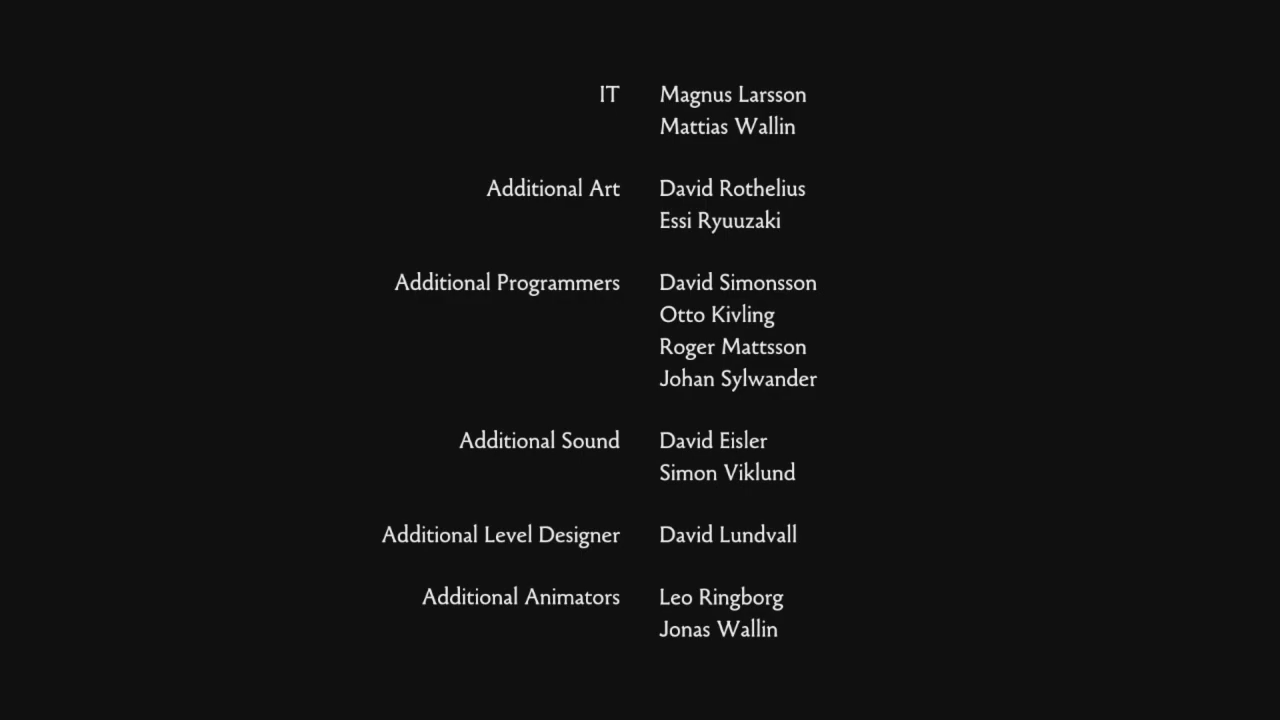 IT Magnus Larsson
Mattias Wallin
Additional Art David Rothelius
Essi Ryuuzaki
Additional Programmers David Simonsson
Otto Kivling
Roger Mattsson
Johan Sylwander
Additional Sound David Eisler
Simon Viklund
Additional Level Designer David Lundvall
Additional Animators Leo Ringborg
Jonas Wallin